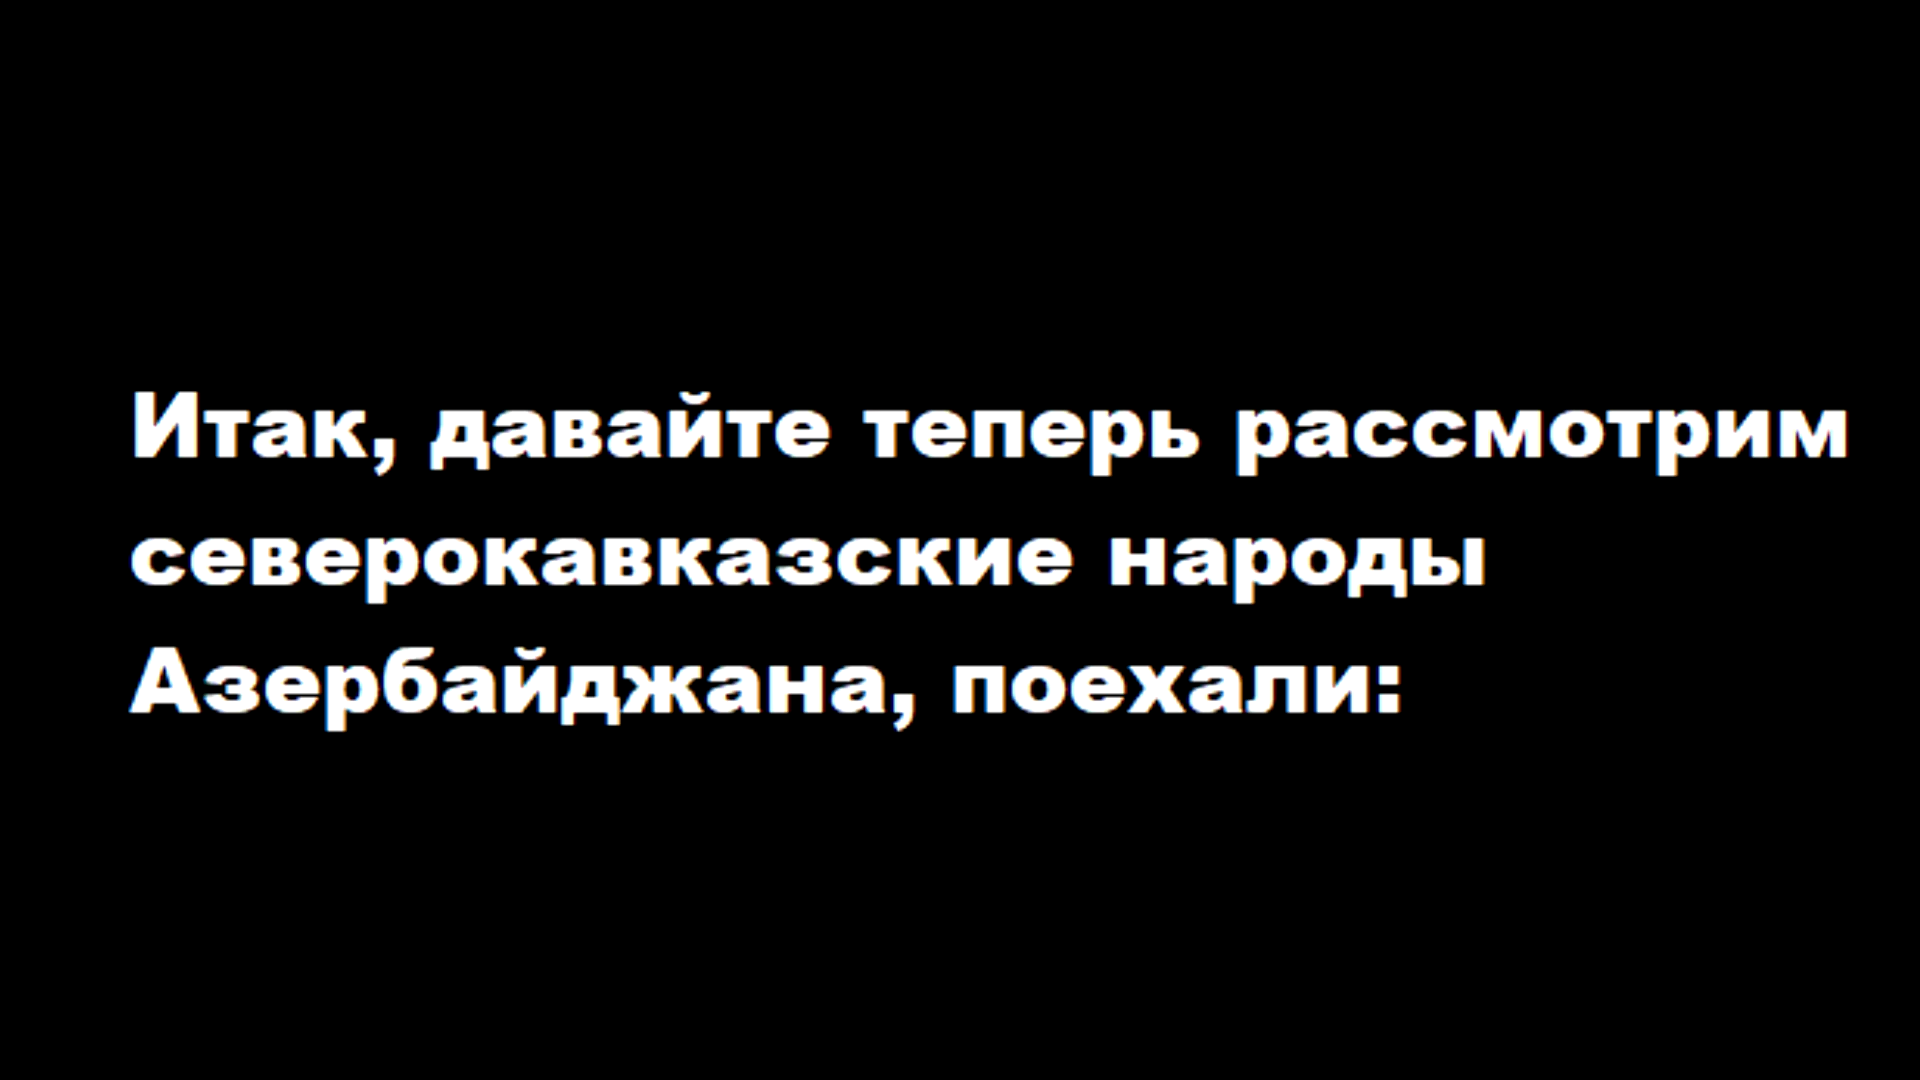 Итак, давайте теперь рассмотрим
северокавказские народы
Азербайджана, поехали: